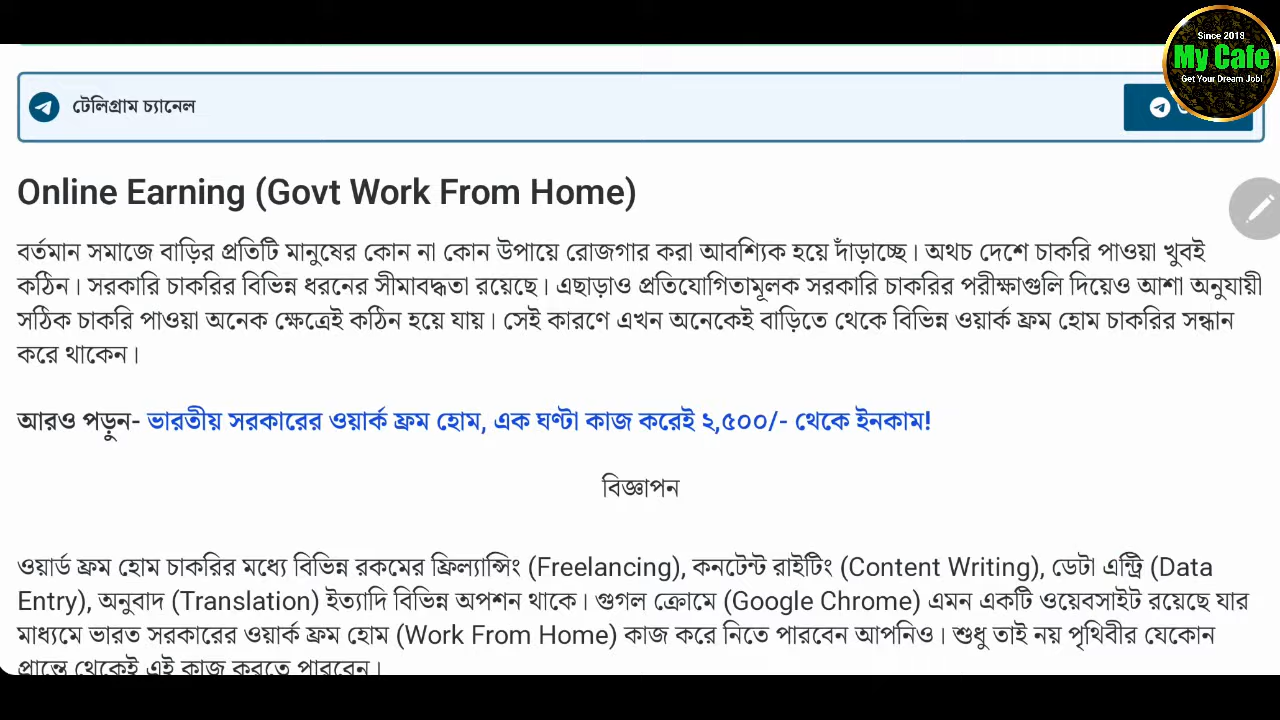 Since 2018
My Cafe
Get Your Dream Job!
টেলিগ্রাম চ্যানেল
Online Earning (Govt Work From Home)
বর্তমান সমাজে বাড়ির প্রতিটি মানুষের কোন না কোন উপায়ে রোজগার করা আবশ্যিক হয়ে দাঁড়াচ্ছে। অথচ দেশে চাকরি পাওয়া খুবই
কঠিন। সরকারি চাকরির বিভিন্ন ধরনের সীমাবদ্ধতা রয়েছে। এছাড়াও প্রতিযোগিতামূলক সরকারি চাকরির পরীক্ষাগুলি দিয়েও আশা অনুযায়ী
সঠিক চাকরি পাওয়া অনেক ক্ষেত্রেই কঠিন হয়ে যায়। সেই কারণে এখন অনেকেই বাড়িতে থেকে বিভিন্ন ওয়ার্ক ফ্রম হোম চাকরির সন্ধান
করে থাকেন।
আরও পড়ুন- ভারতীয় সরকারের ওয়ার্ক ফ্রম হোম, এক ঘণ্টা কাজ করেই ২,৫০০/- থেকে ইনকাম!
বিজ্ঞাপন
ওয়ার্ড ফ্রম হোম চাকরির মধ্যে বিভিন্ন রকমের ফ্রিল্যান্সিং (Freelancing), কনটেন্ট রাইটিং (Content Writing), ডেটা এন্ট্রি (Data
Entry), অনুবাদ (Translation) ইত্যাদি বিভিন্ন অপশন থাকে। গুগল ক্রোমে (Google Chrome) এমন একটি ওয়েবসাইট রয়েছে যার
মাধ্যমে ভারত সরকারের ওয়ার্ক ফ্রম হোম (Work From Home) কাজ করে নিতে পারবেন আপনিও। শুধু তাই নয় পৃথিবীর যেকোন
প্রান্তে থেকেই এই কাজ করতে পারবেন।